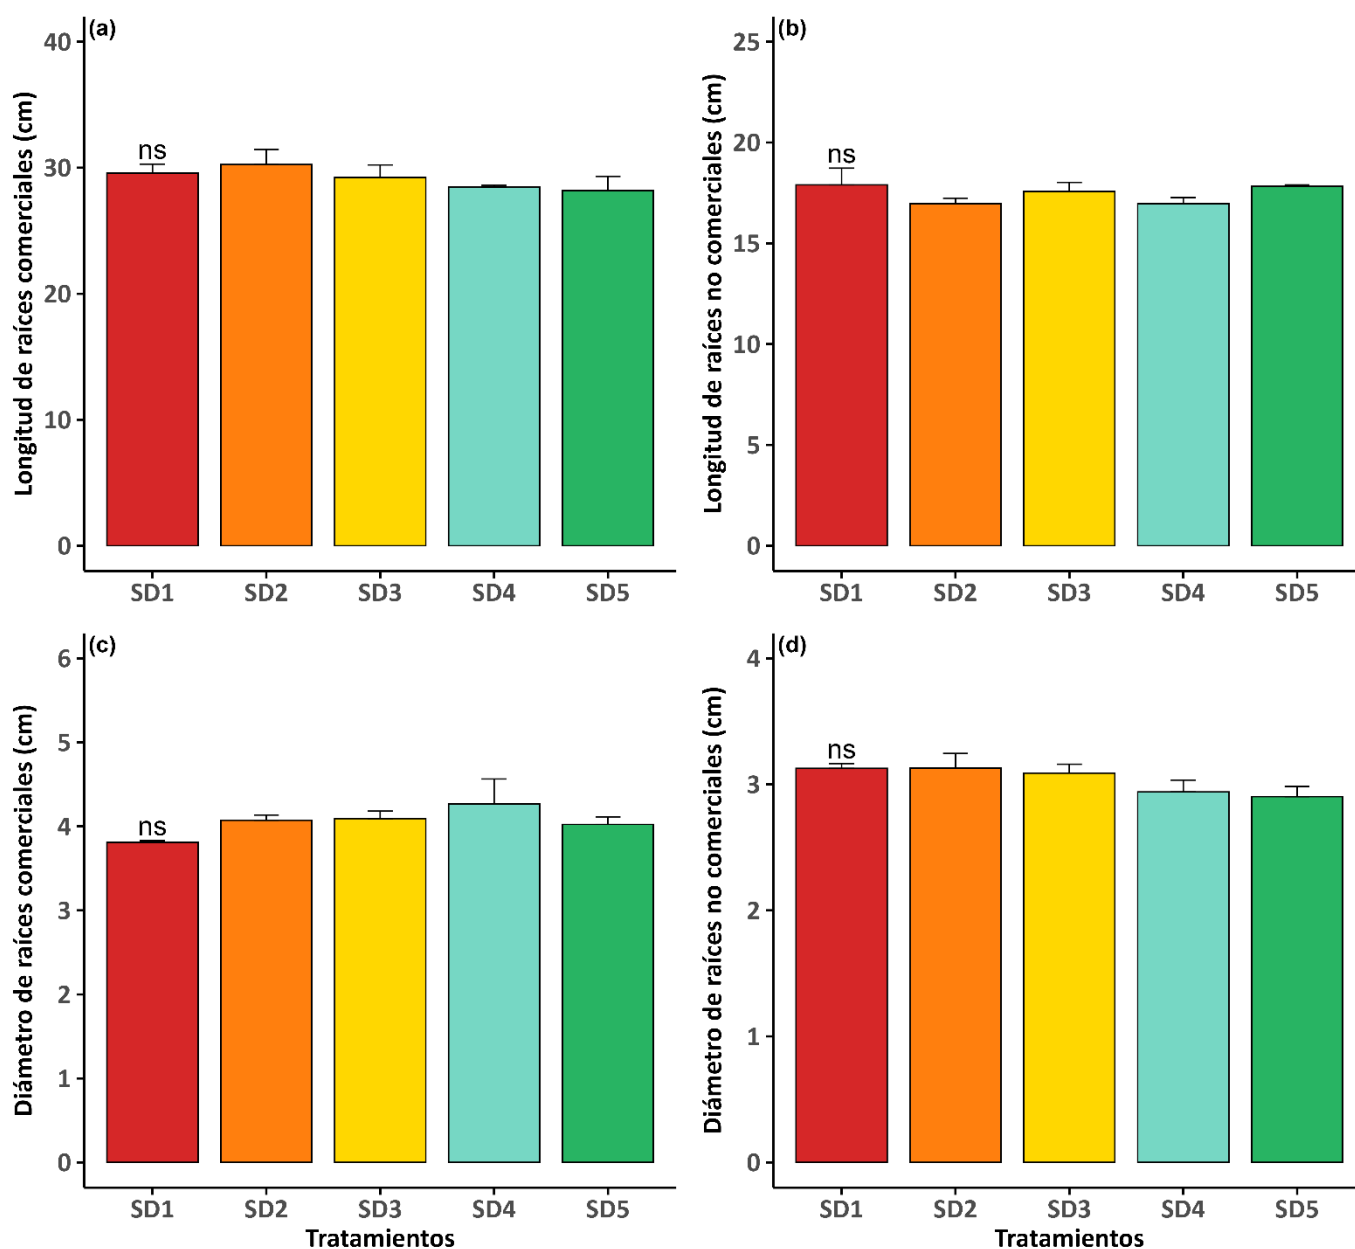 (a)
Longitud de raíces comerciales (cm)
40
30
20
10
0
ns
SD1 SD2 SD3 SD4 SD5
(b)
Longitud de raíces no comerciales (cm)
25
20
15
10
5
0
ns
SD1 SD2 SD3 SD4 SD5
(c)
Diámetro de raíces comerciales (cm)
6
5
4
3
2
1
0
ns
SD1 SD2 SD3 SD4 SD5
Tratamientos
(d)
Diámetro de raíces no comerciales (cm)
4
3
2
1
0
ns
SD1 SD2 SD3 SD4 SD5
Tratamientos